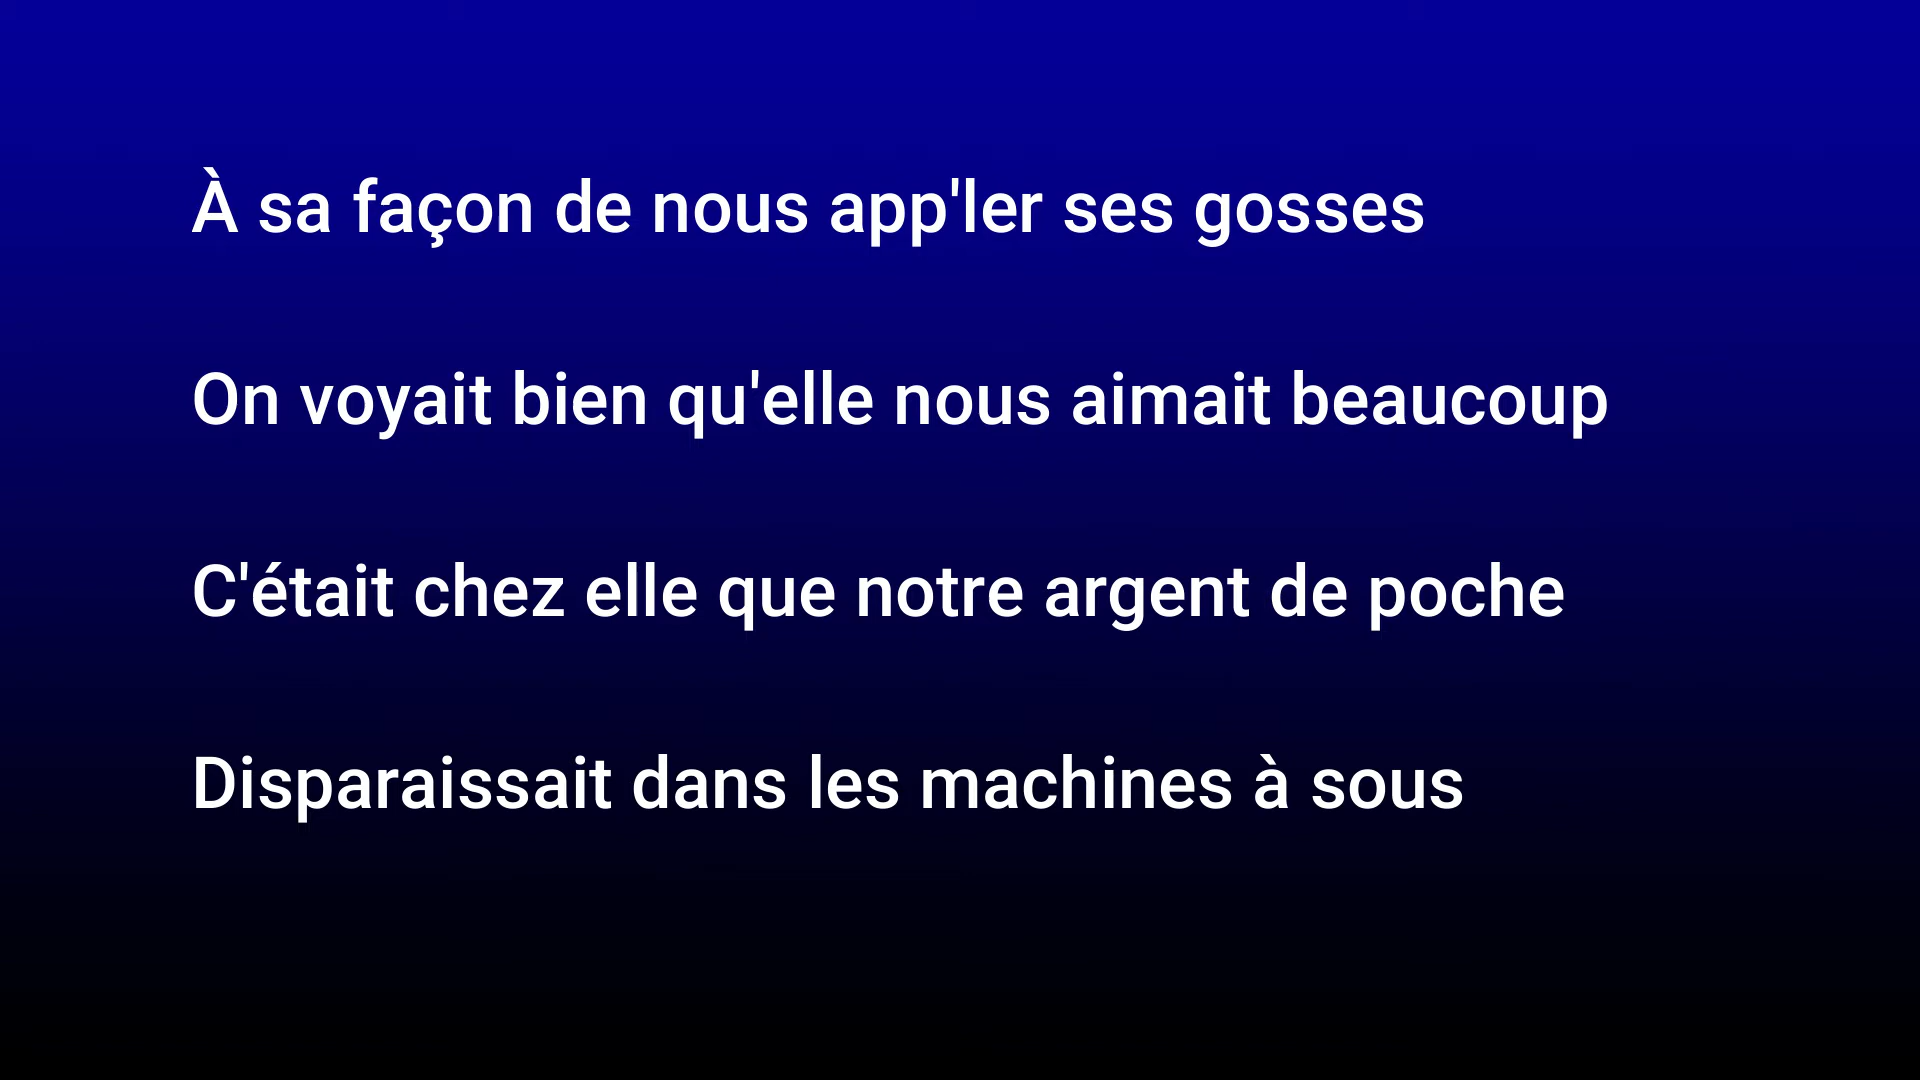 À sa façon de nous app'ler ses gosses
On voyait bien qu'elle nous aimait beaucoup
C'était chez elle que notre argent de poche
Disparaissait dans les machines à sous